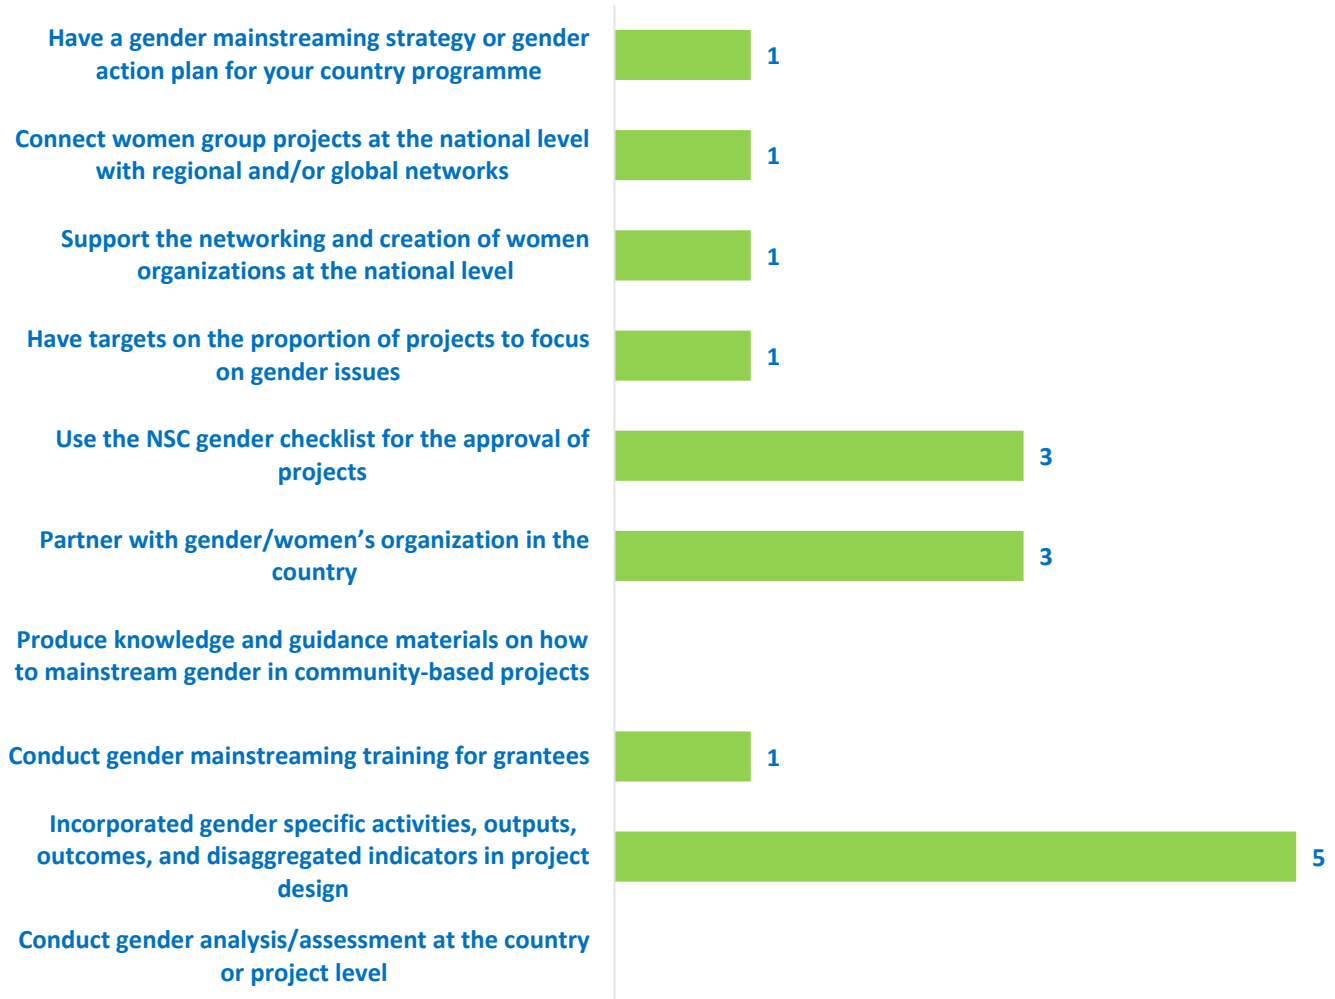 Have a gender mainstreaming strategy or gender
action plan for your country programme
1
Connect women group projects at the national level
with regional and/or global networks
1
Support the networking and creation of women
organizations at the national level
1
Have targets on the proportion of projects to focus
on gender issues
1
Use the NSC gender checklist for the approval of
projects
3
Partner with gender/women’s organization in the
country
3
Produce knowledge and guidance materials on how
to mainstream gender in community-based projects
Conduct gender mainstreaming training for grantees
1
Incorporated gender specific activities, outputs,
outcomes, and disaggregated indicators in project
design
5
Conduct gender analysis/assessment at the country
or project level